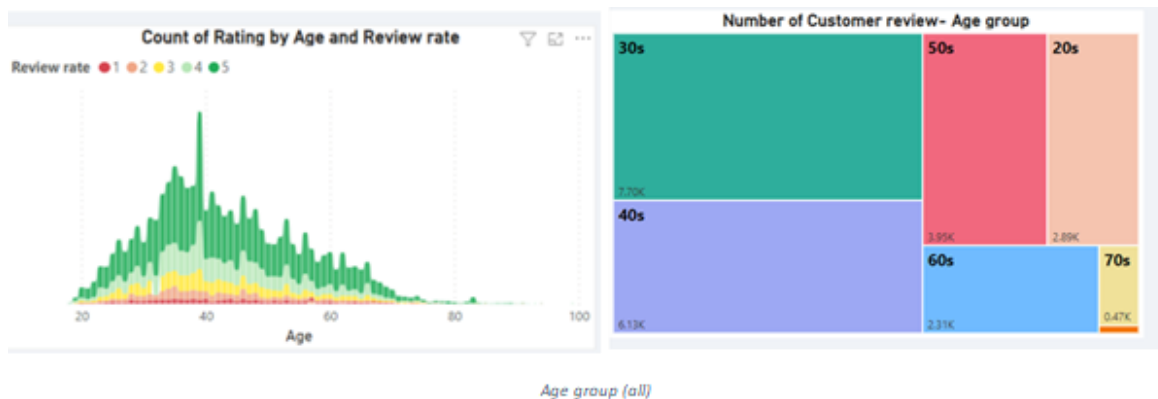 Count of Rating by Age and Review rate
Review rate 1 2 3 4 5
20 40 60 80 100
Age
Number of Customer review- Age group
30s
7.70K
40s
6.13K
50s
3.95K
20s
2.89K
60s
2.31K
70s
0.47K
Age group (all)